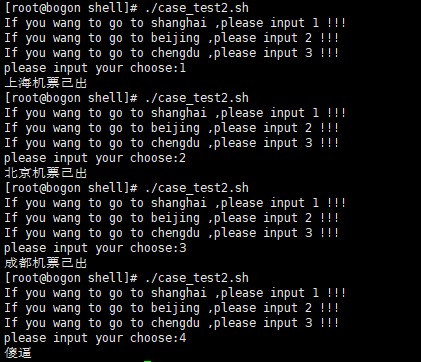 [root@bogon shell]# ./case_test2.sh
If you wang to go to shanghai ,please input 1 !!!
If you wang to go to beijing ,please input 2 !!!
If you wang to go to chengdu ,please input 3 !!!
please input your choose:1
上海机票已出
[root@bogon shell]# ./case_test2.sh
If you wang to go to shanghai ,please input 1 !!!
If you wang to go to beijing ,please input 2 !!!
If you wang to go to chengdu ,please input 3 !!!
please input your choose:2
北京机票已出
[root@bogon shell]# ./case_test2.sh
If you wang to go to shanghai ,please input 1 !!!
If you wang to go to beijing ,please input 2 !!!
If you wang to go to chengdu ,please input 3 !!!
please input your choose:3
成都机票已出
[root@bogon shell]# ./case_test2.sh
If you wang to go to shanghai ,please input 1 !!!
If you wang to go to beijing ,please input 2 !!!
If you wang to go to chengdu ,please input 3 !!!
please input your choose:4
傻逼